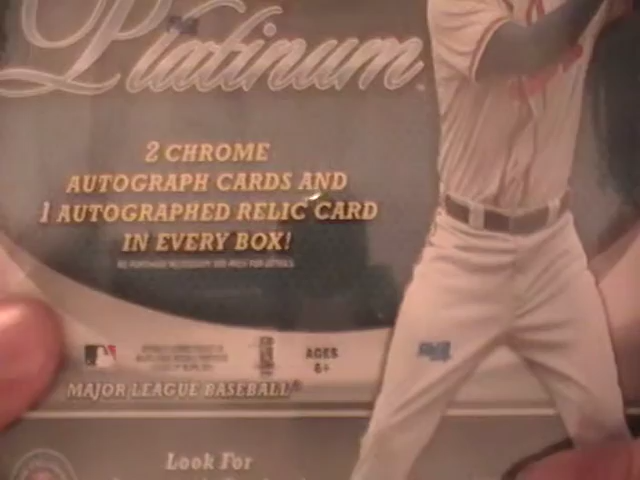 Platinum
2 CHROME
AUTOGRAPH CARDS AND
1 AUTOGRAPHED RELIC CARD
IN EVERY BOX!
AGES
6+
MAJOR LEAGUE BASEBALL®
Look For